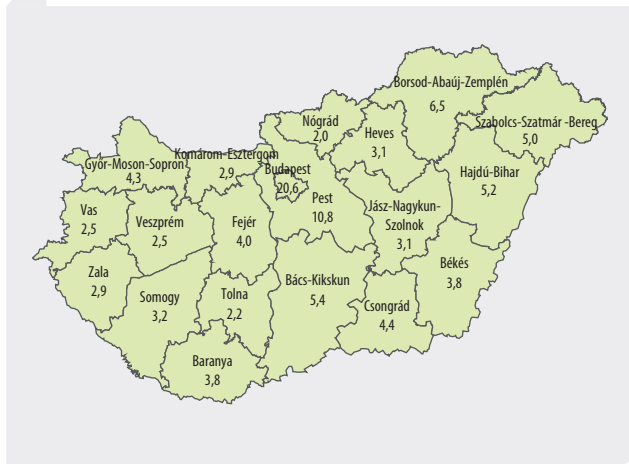 Borsod-Abaúj-Zemplén
6,5
Nógrád
2,0
Heves
3,1
Szabolcs-Szatmár -Bereg
5,0
Győr-Moson-Sopron
4,3
Komárom-Esztergom
2,9
Budapest
20,6
Pest
10,8
Hajdú-Bihar
5,2
Vas
2,5
Veszprém
2,5
Fejér
4,0
Jász-Nagykun-
Szolnok
3,1
Zala
2,9
Somogy
3,2
Tolna
2,2
Bács-Kikskun
5,4
Békés
3,8
Csongrád
4,4
Baranya
3,8